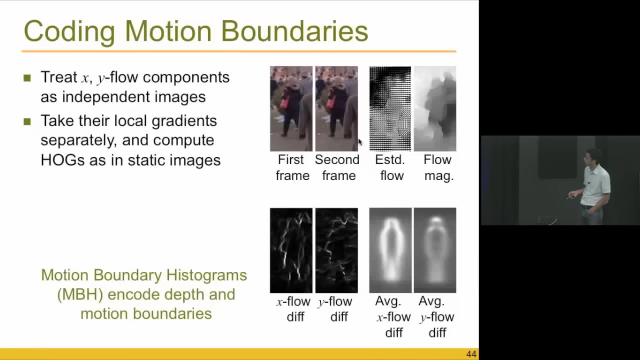 Coding Motion Boundaries
Treat x, y-flow components
as independent images
Take their local gradients
separately, and compute
HOGs as in static images
First
frame
Second
frame
Estd.
flow
Flow
mag.
Motion Boundary Histograms
(MBH) encode depth and
motion boundaries
x-flow
diff
y-flow
diff
Avg.
x-flow
diff
Avg.
y-flow
diff
44